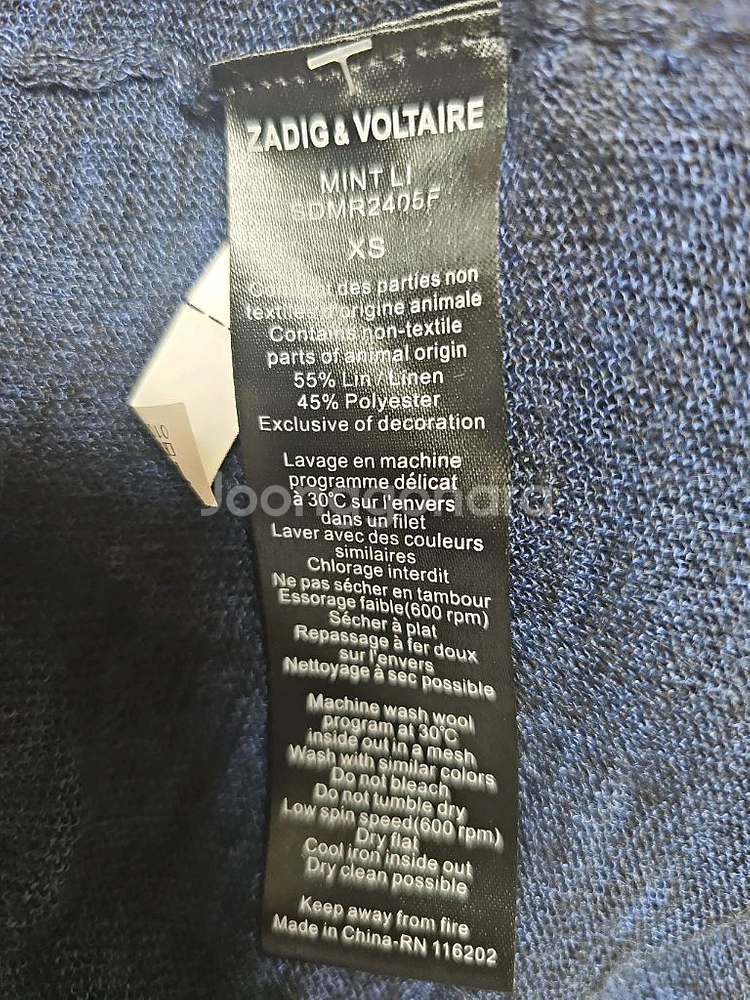 ZADIG & VOLTAIRE
MINT LI
SDMR2405F
XS
des parties non
textile d'origine animale
Contains non-textile
parts of animal origin
55% Lin / Linen
45% Polyester
Exclusive of decoration
Lavage en machine
programme délicat
à 30°C sur l'envers
dans un filet
Laver avec des couleurs
similaires
Chlorage interdit
Ne pas sécher en tambour
Essorage faible(600 rpm)
Sécher à plat
Repassage à fer doux
sur l'envers
Nettoyage à sec possible
Machine wash wool
program at 30°C
inside out in a mesh
Wash with similar colors
Do not bleach
Do not tumble dry
Low spin speed(600 rpm)
Dry flat
Cool iron inside out
Dry clean possible
Keep away from fire
Made in China-RN 116202
Joonggonara